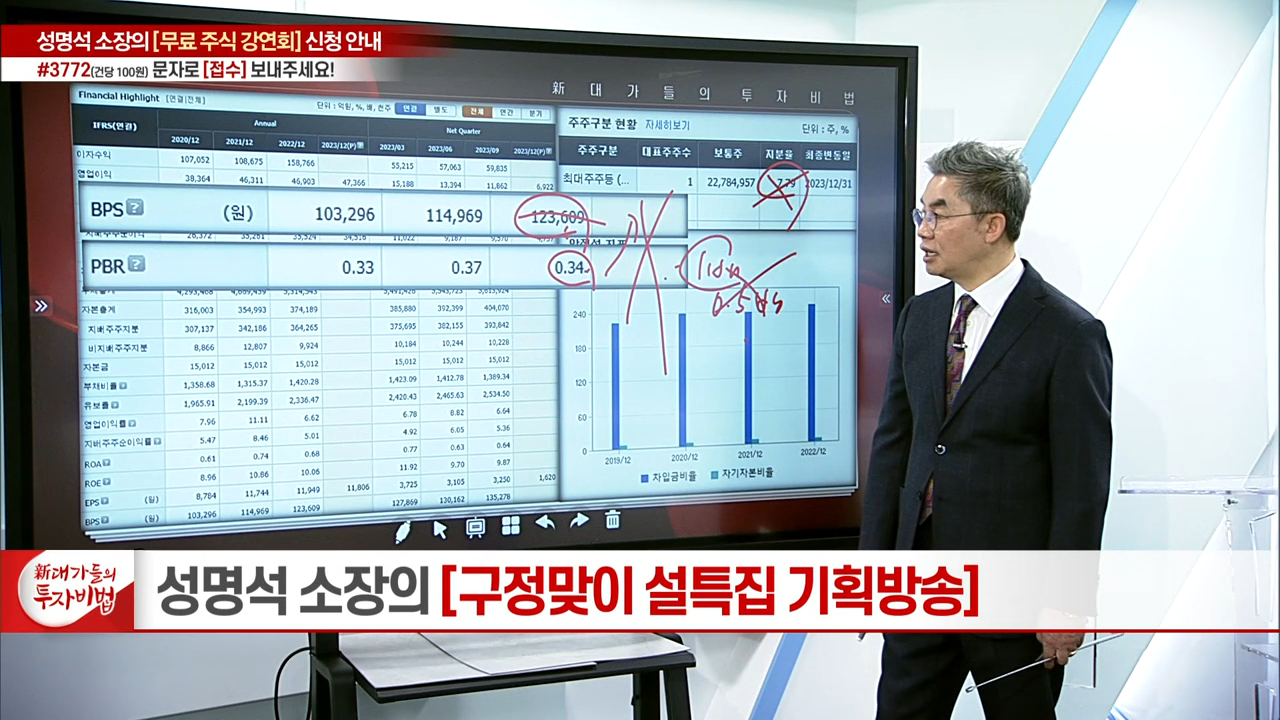 성명석 소장의 [무료 주식 강연회] 신청 안내
#3772(건당 100원) 문자로 [접수] 보내주세요!
新 대 가 들 의 투 자 비 법
Financial Highlight [연결|전체]
단위 : 억원, %, 배, 천주 연결 별도 전체 연간 분기
IFRS(연결) Annual Net Quarter
2020/12 2021/12 2022/12 2023/12(P) 2023/03 2023/06 2023/09 2023/12(P)
이자수익 107,052 108,675 158,766 55,215 57,063 59,835
영업이익 38,364 46,311 46,903 47,366 15,188 13,394 11,862 6,922
BPS (원) 103,296 114,969 123,609
PBR 0.33 0.37 0.34
자본총계 316,003 354,993 374,189 385,880 392,399 404,070
지배주주지분 307,137 342,186 364,265 375,695 382,155 393,842
비지배주주지분 8,866 12,807 9,924 10,184 10,244 10,228
자본금 15,012 15,012 15,012 15,012 15,012 15,012
부채비율 1,358.68 1,315.37 1,420.28 1,423.09 1,412.78 1,389.34
유보율 1,965.91 2,199.39 2,336.47 2,420.43 2,465.63 2,534.50
영업이익률 7.96 11.11 6.62 6.78 8.82 6.64
지배주주순이익률 5.47 8.46 5.01 4.92 6.05 5.36
ROA 0.61 0.74 0.68 0.77 0.63 0.64
ROE 8.96 10.86 10.06 11.92 9.70 9.87
EPS (원) 8,784 11,744 11,949 11,806 3,725 3,105 3,250 1,620
BPS (원) 103,296 114,969 123,609 127,869 130,162 135,278
주주구분 현황 자세히보기
단위 : 주, %
주주구분 대표주주수 보통주 지분율 최종변동일
최대주주등 (... 1 22,784,957 2023/12/31
0.5배
240
180
120
60
0
2019/12 2020/12 2021/12 2022/12
차입금비율 자기자본비율
新대가들의
투자비법
성명석 소장의 [구정맞이 설특집 기획방송]